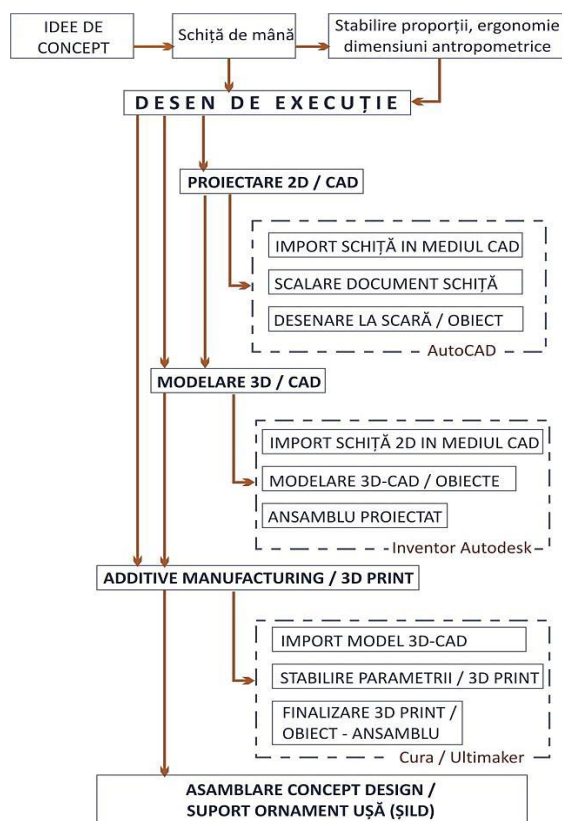 IDEE DE
CONCEPT
Schiță de mână
Stabilire proporții, ergonomie
dimensiuni antropometrice
DESEN DE EXECUȚIE
PROIECTARE 2D / CAD
IMPORT SCHIȚĂ IN MEDIUL CAD
SCALARE DOCUMENT SCHIȚĂ
DESENARE LA SCARĂ / OBIECT
AutoCAD
MODELARE 3D / CAD
IMPORT SCHIȚĂ 2D IN MEDIUL CAD
MODELARE 3D-CAD / OBIECTE
ANSAMBLU PROIECTAT
Inventor Autodesk
ADDITIVE MANUFACTURING / 3D PRINT
IMPORT MODEL 3D-CAD
STABILIRE PARAMETRII / 3D PRINT
FINALIZARE 3D PRINT /
OBIECT - ANSAMBLU
Cura / Ultimaker
ASAMBLARE CONCEPT DESIGN /
SUPORT ORNAMENT UȘĂ (ȘILD)